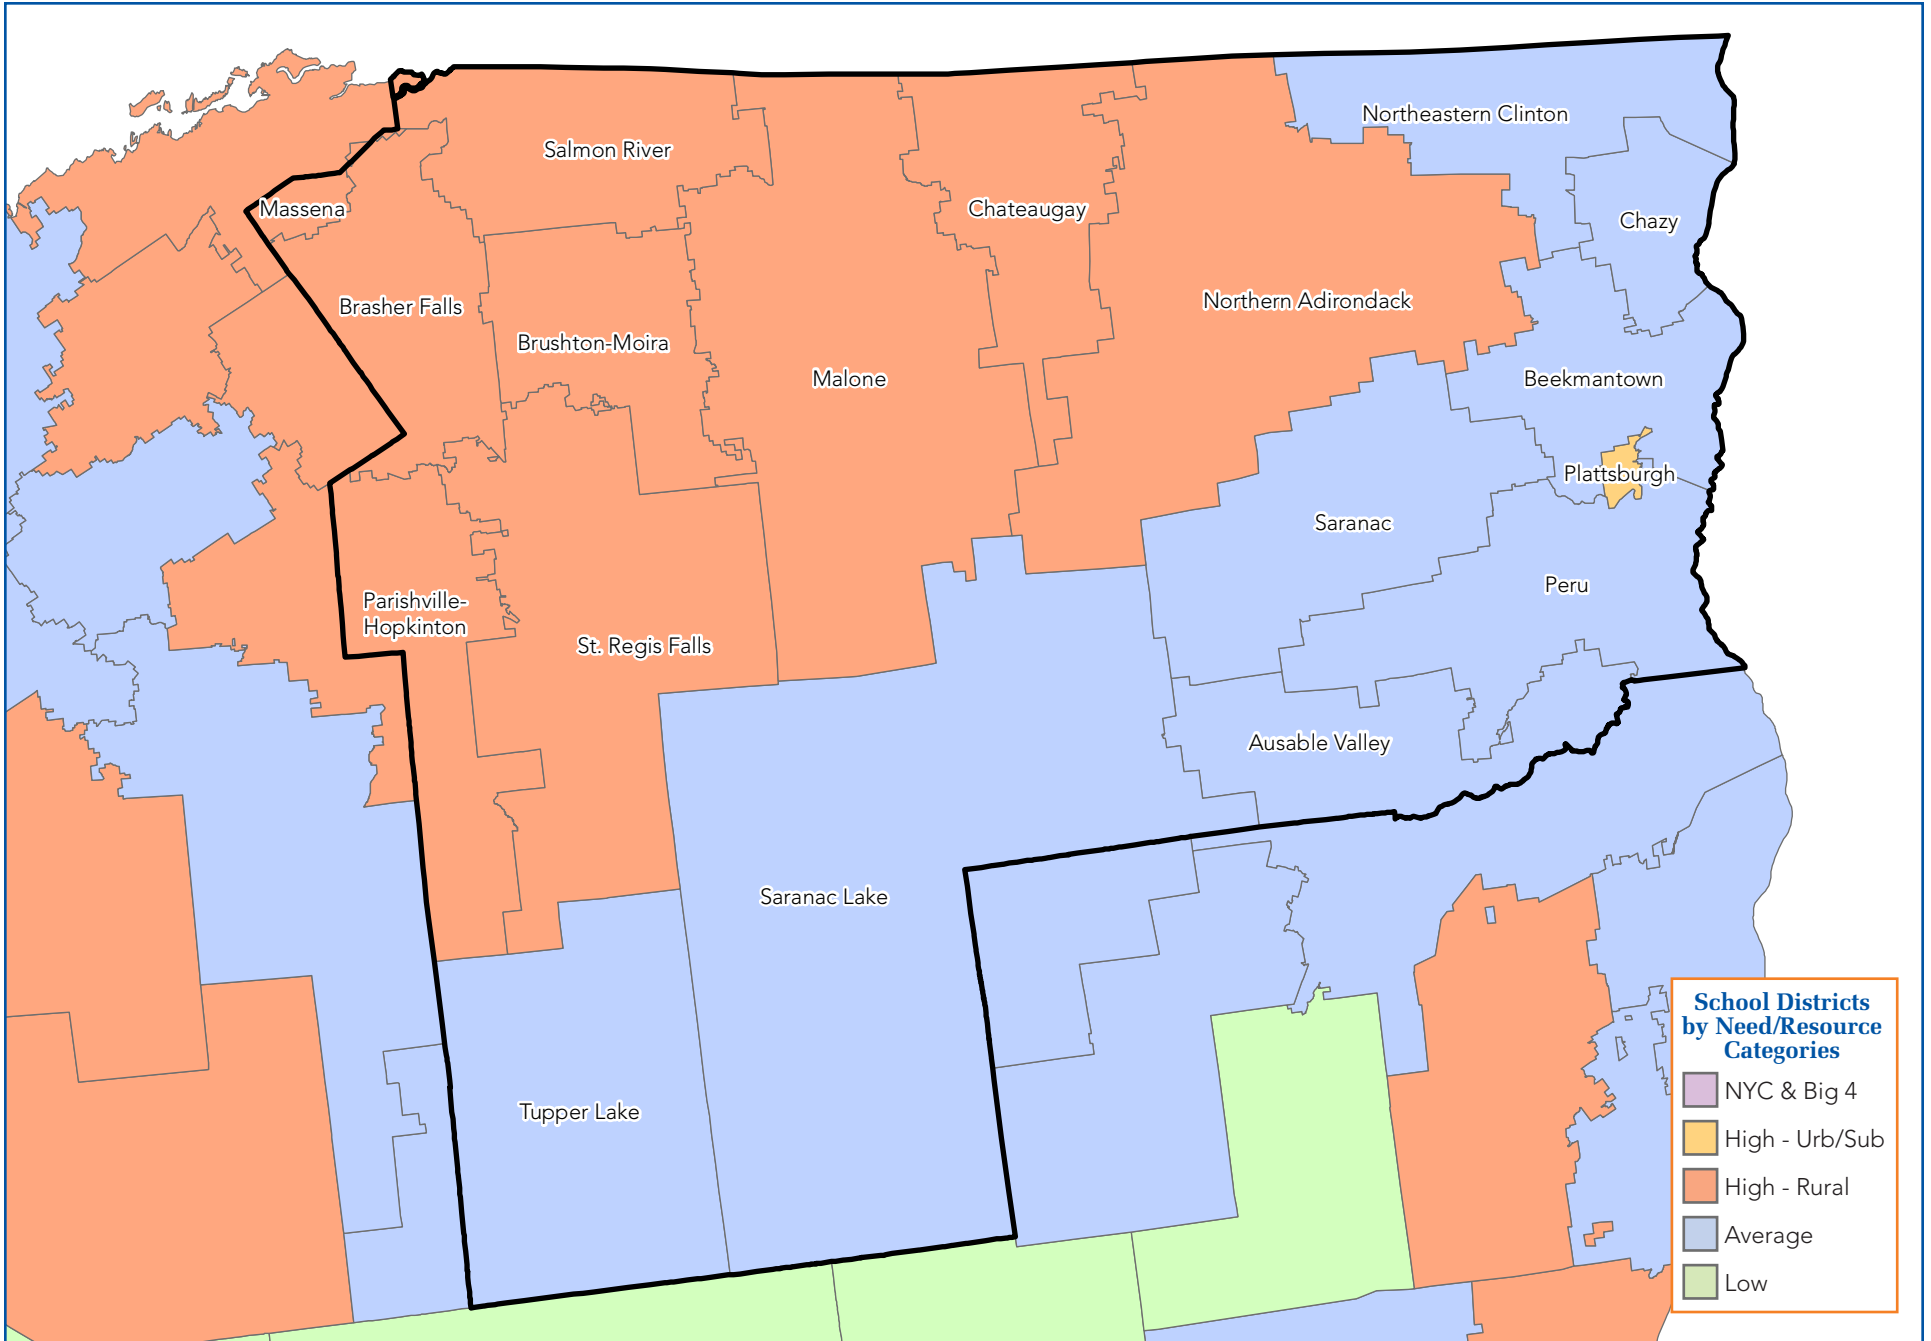 Northeastern Clinton
Salmon River
Massena
Chateaugay
Chazy
Brasher Falls
Northern Adirondack
Brushton-Moira
Malone
Beekmantown
Plattsburgh
Saranac
Peru
Parishville-
Hopkinton
St. Regis Falls
Ausable Valley
Saranac Lake
Tupper Lake
School Districts
by Need/Resource
Categories
NYC & Big 4
High - Urb/Sub
High - Rural
Average
Low